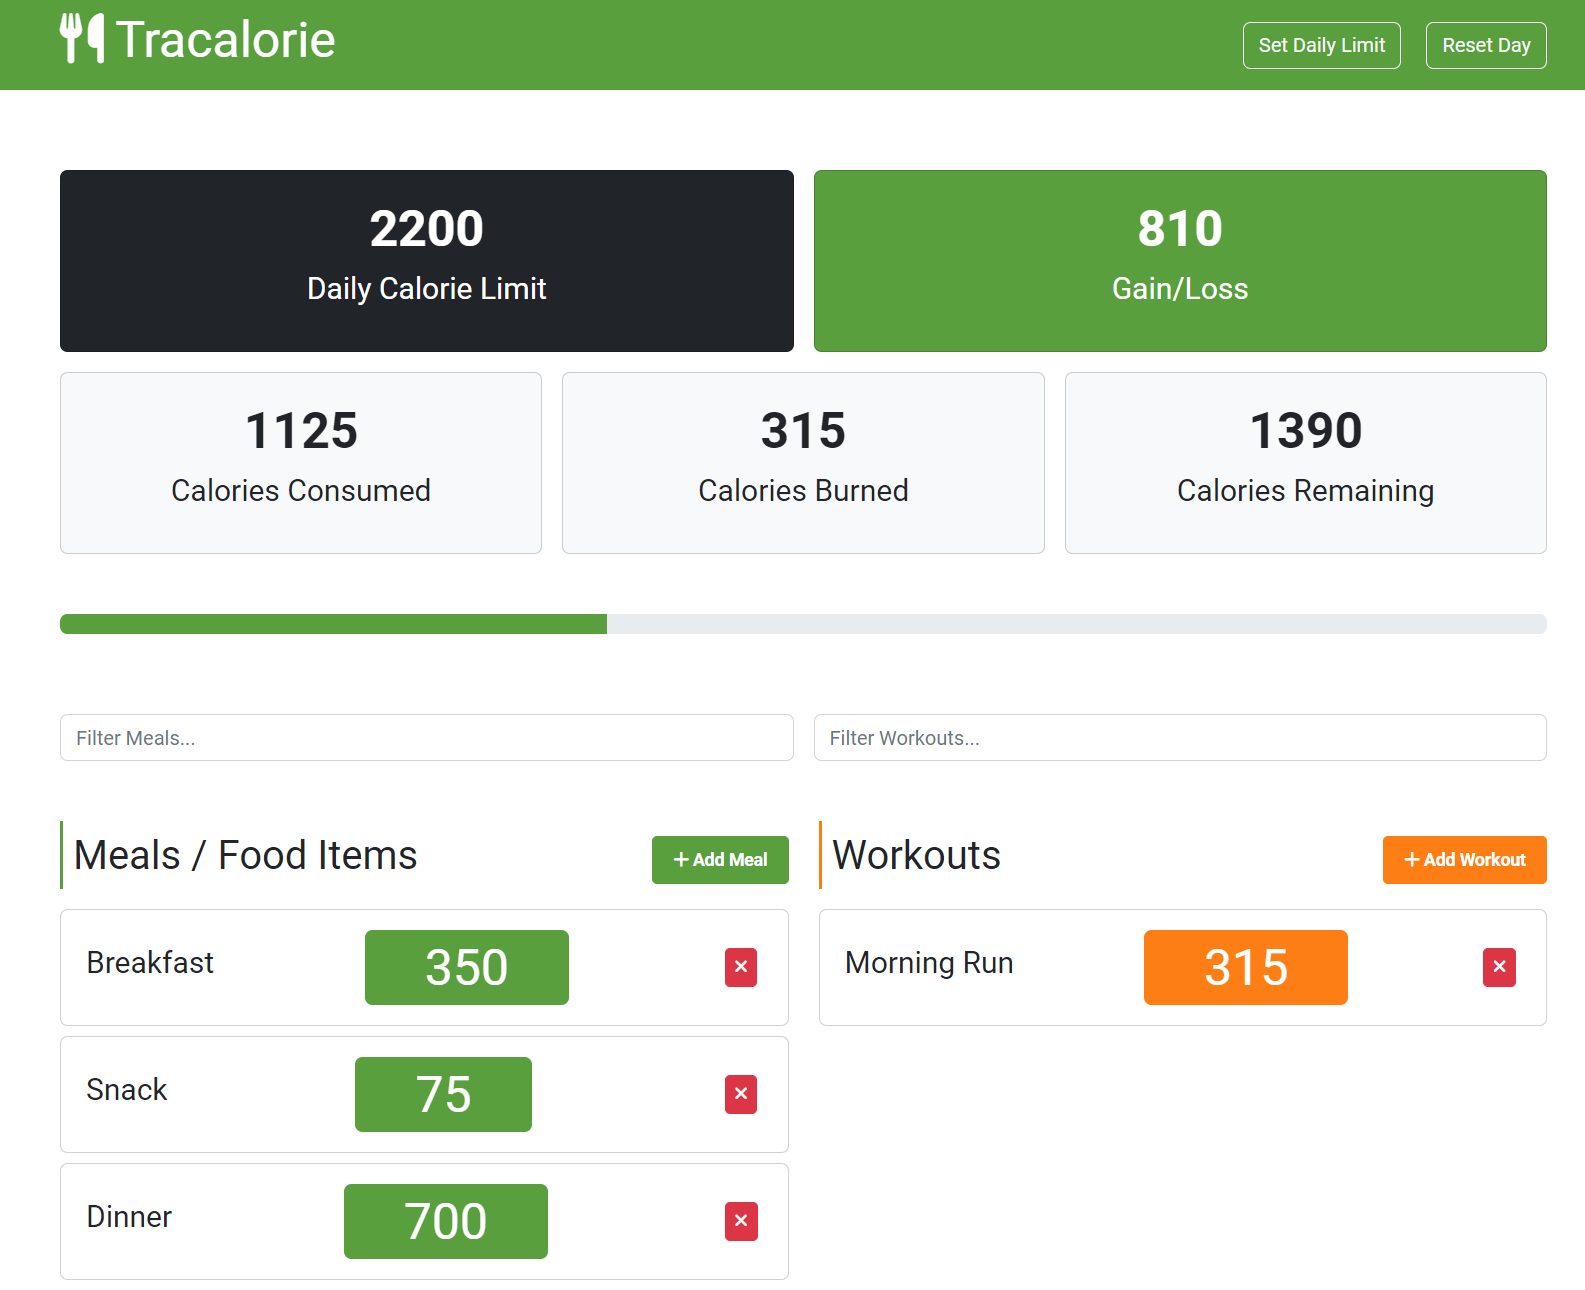 Tracalorie
Set Daily Limit
Reset Day
2200
Daily Calorie Limit
810
Gain/Loss
1125
Calories Consumed
315
Calories Burned
1390
Calories Remaining
Filter Meals...
Filter Workouts...
Meals / Food Items
+ Add Meal
Workouts
+ Add Workout
Breakfast
350
×
Morning Run
315
×
Snack
75
×
Dinner
700
×